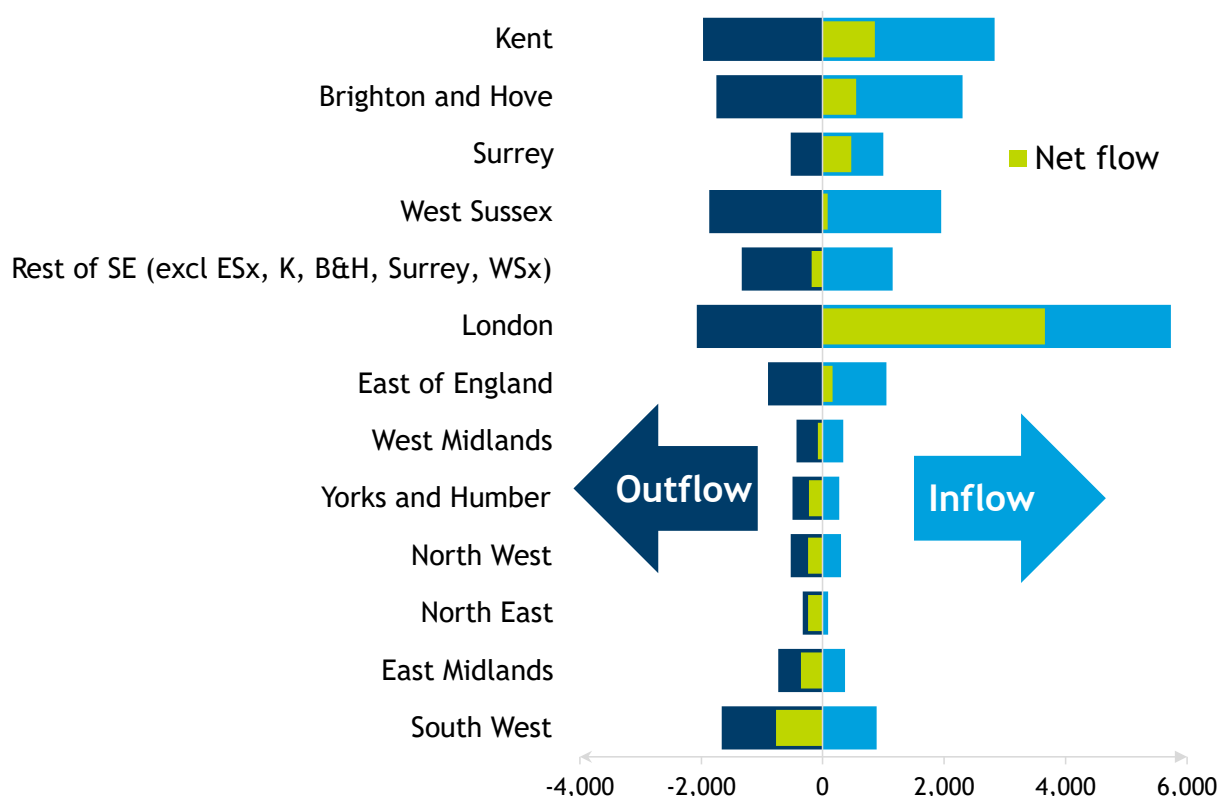 Kent
Brighton and Hove
Surrey
Net flow
West Sussex
Rest of SE (excl ESx, K, B&H, Surrey, WSx)
London
East of England
West Midlands
Outflow
Inflow
Yorks and Humber
North West
North East
East Midlands
South West
-4,000 -2,000 0 2,000 4,000 6,000